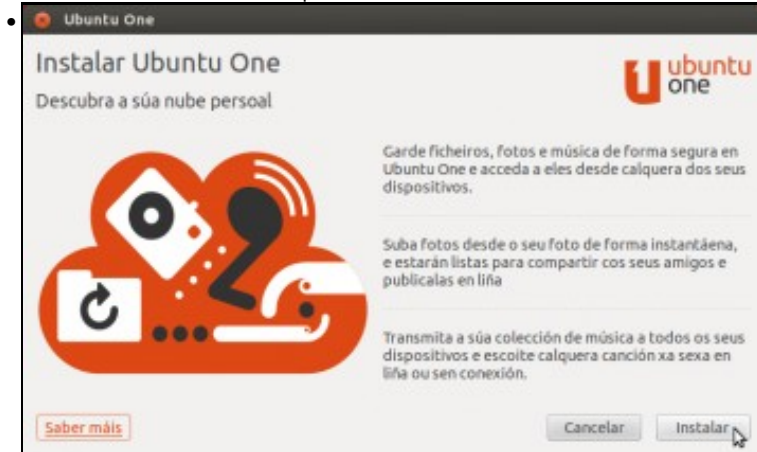 Ubuntu One
Instalar Ubuntu One
Descubra a súa nube persoal
ubuntu
one
Garde ficheiros, fotos e música de forma segura en
Ubuntu One e acceda a eles desde calquera dos seus
dispositivos.
Suba fotos desde o seu foto de forma instantáena,
e estarán listas para compartir cos seus amigos e
publicalas en liña
Transmita a súa colección de música a todos os seus
dispositivos e escoite calquera canción xa sexa en
liña ou sen conexión.
Saber máis
Cancelar
Instalar